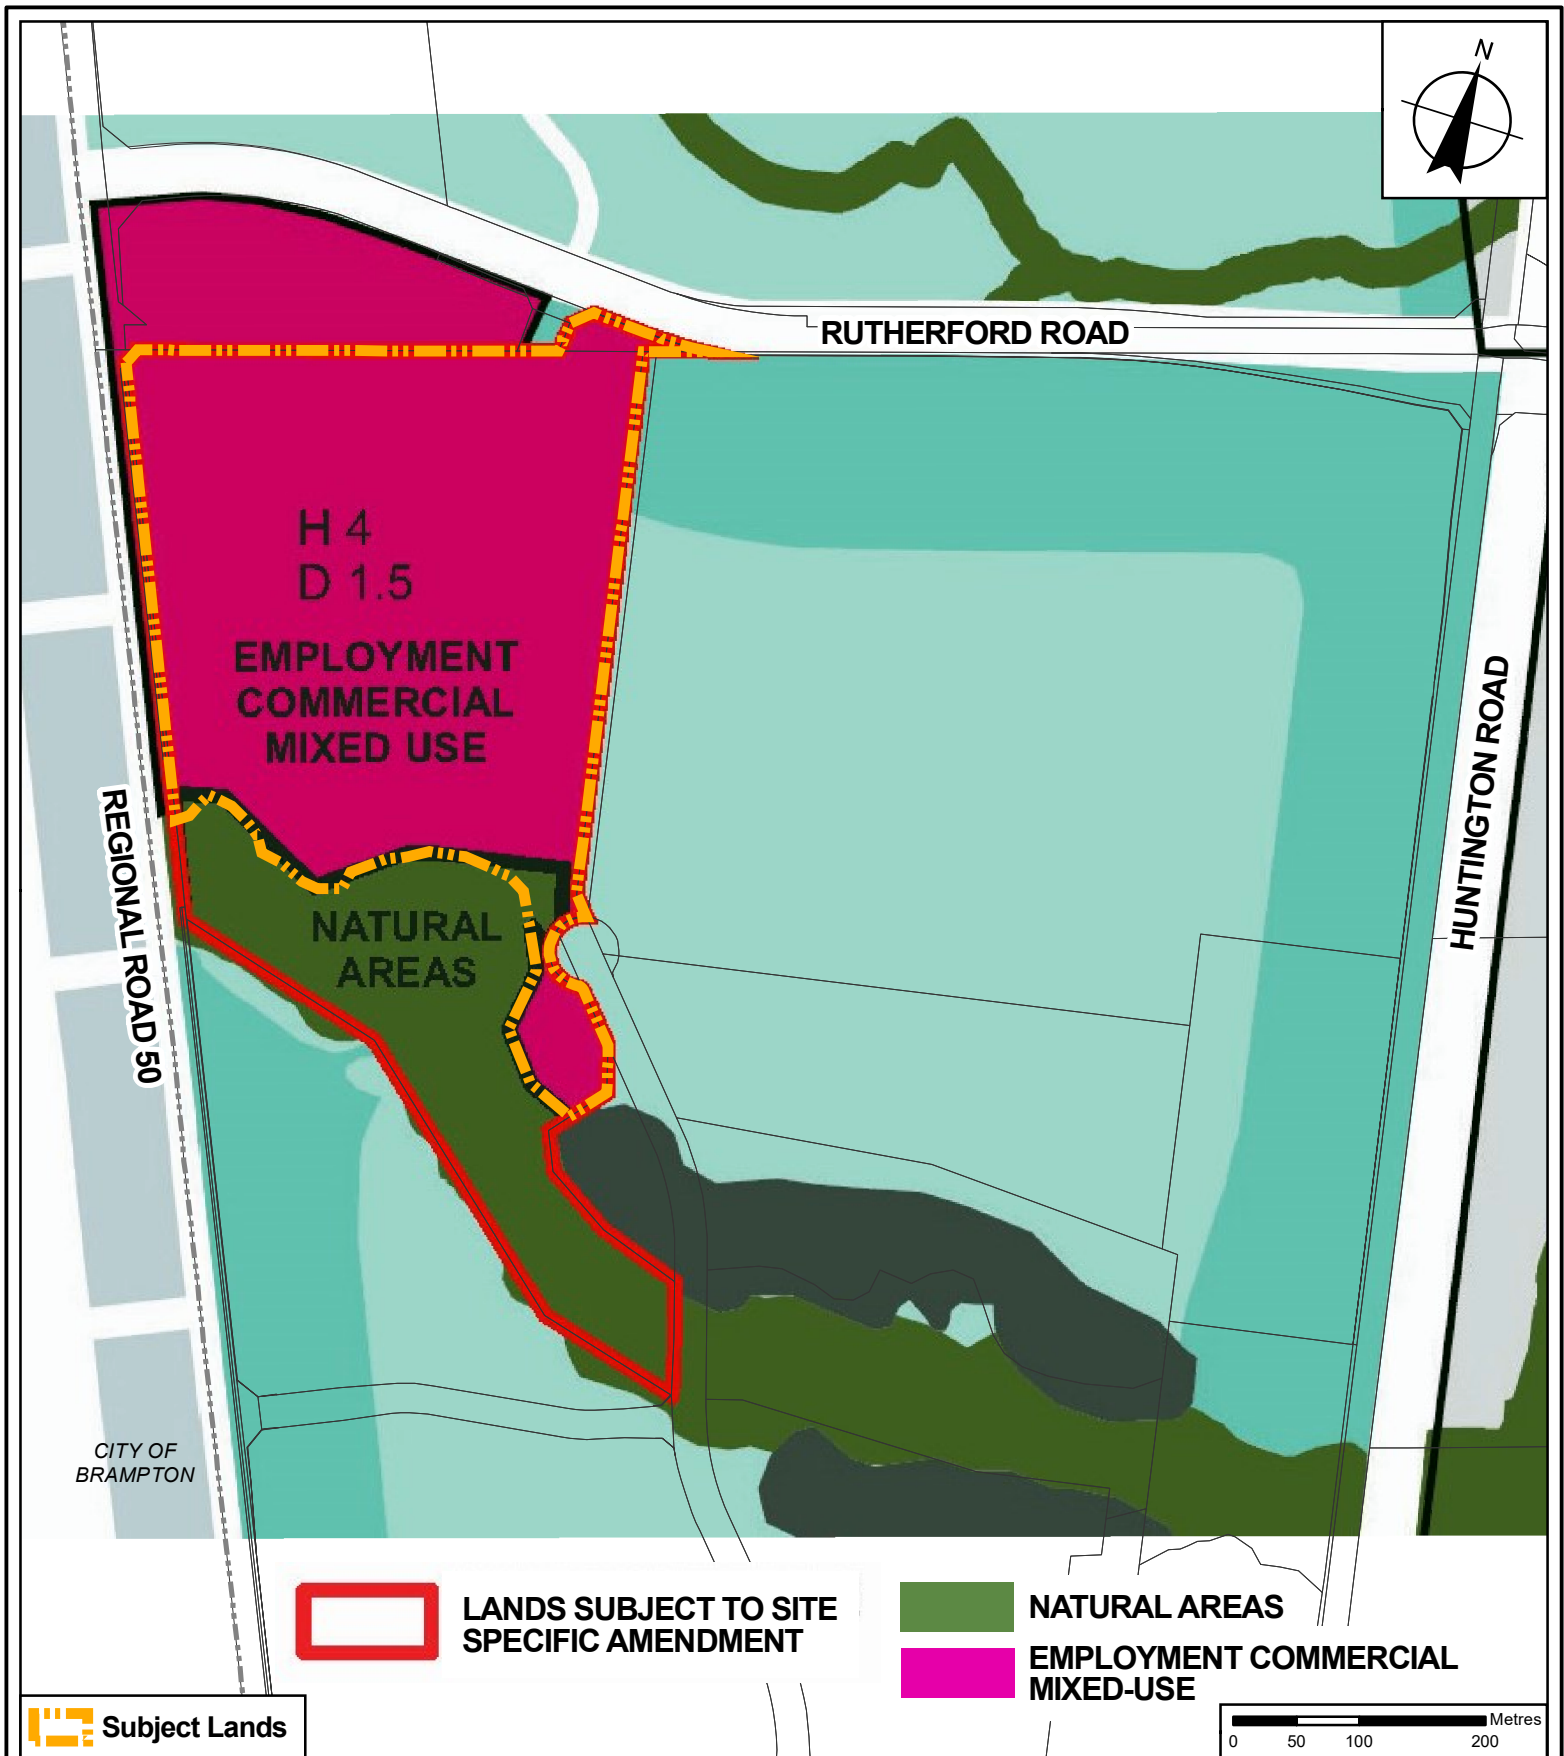 N
RUTHERFORD ROAD
H 4
D 1.5
EMPLOYMENT
COMMERCIAL
MIXED USE
HUNTINGTON ROAD
REGIONAL ROAD 50
NATURAL
AREAS
CITY OF
BRAMPTON
LANDS SUBJECT TO SITE
SPECIFIC AMENDMENT
NATURAL AREAS
EMPLOYMENT COMMERCIAL
MIXED-USE
Subject Lands
Metres
0 50 100 200